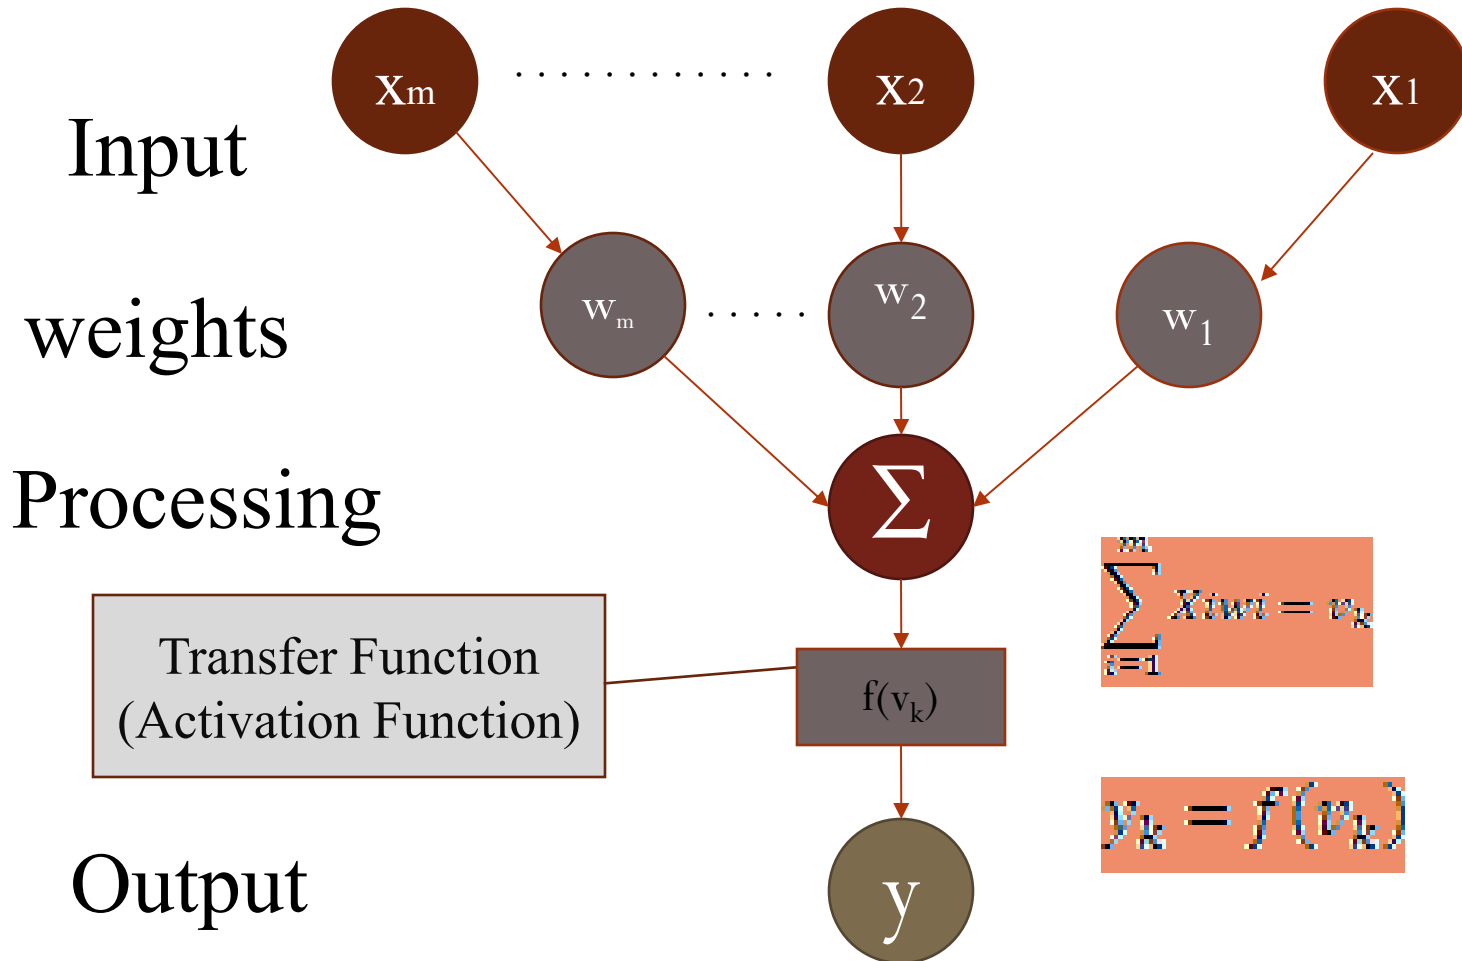 xm ............ x2 x1
Input
wm ..... w2 w1
weights
Processing
∑
m
∑ Xiwi = vk
i=1
Transfer Function
(Activation Function)
f(vk)
yk = f(vk)
Output
y